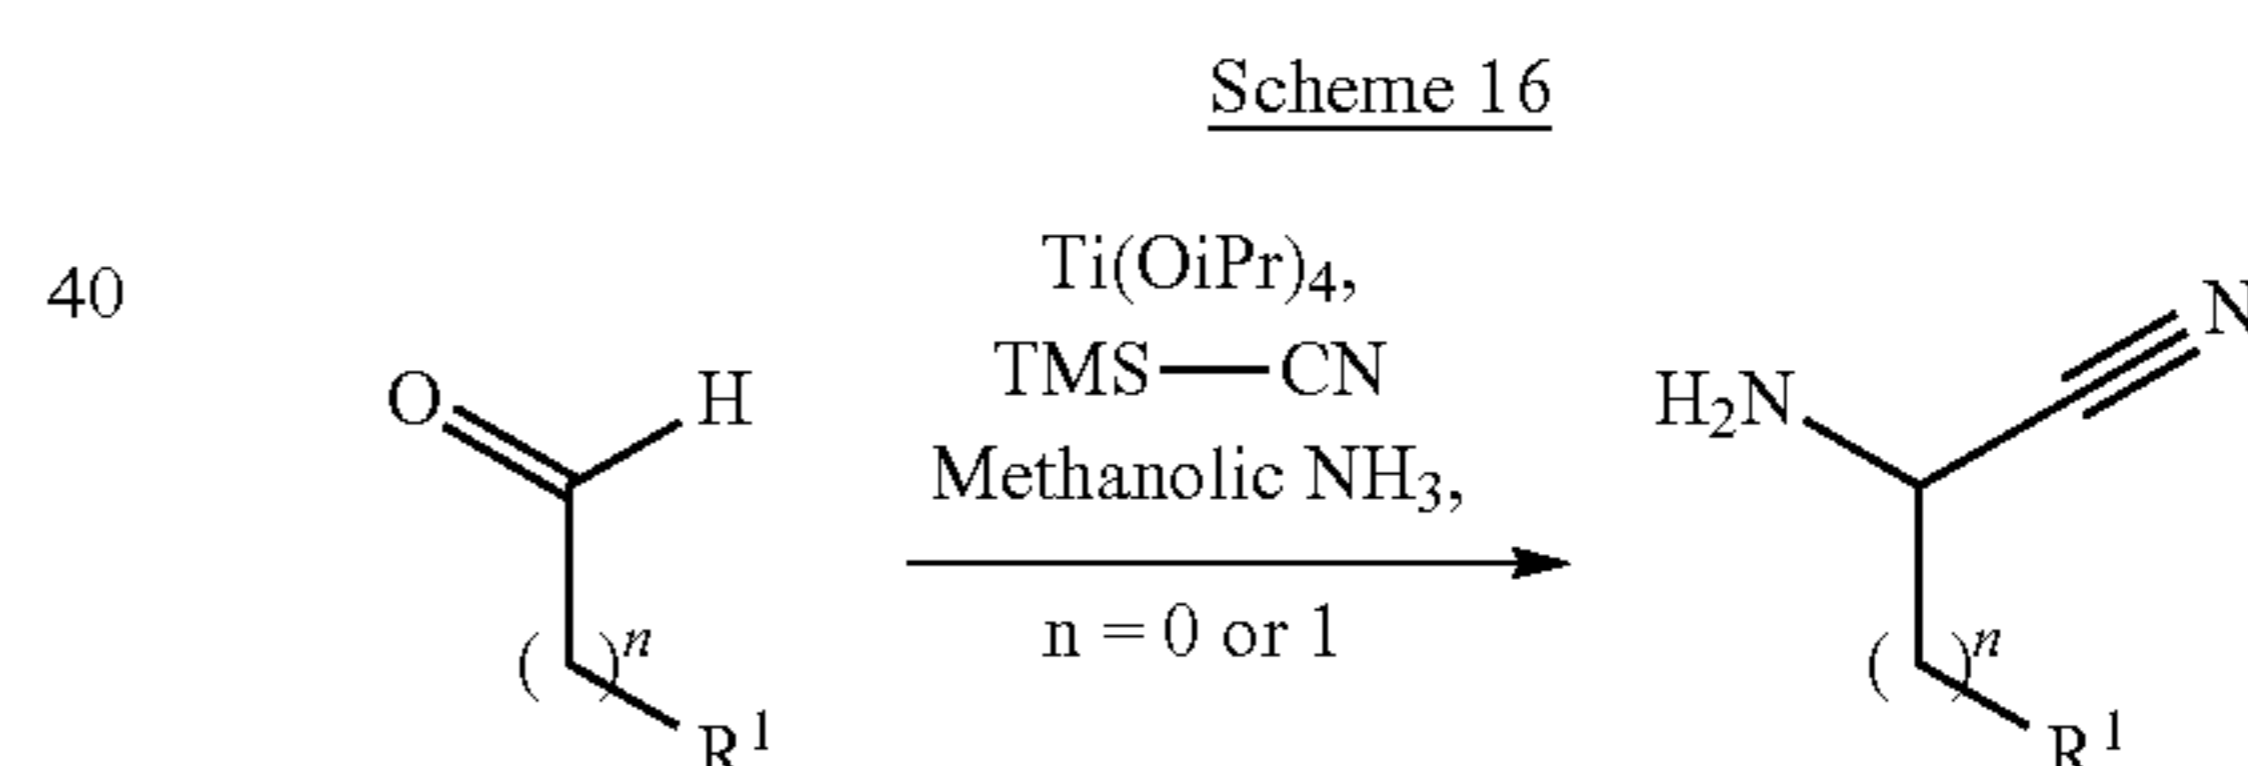 Scheme 16
40
Ti(OiPr)4,
TMS—CN
Methanolic NH3,
n = 0 or 1
O
H
( )n
R1
H2N
N
( )n
R1